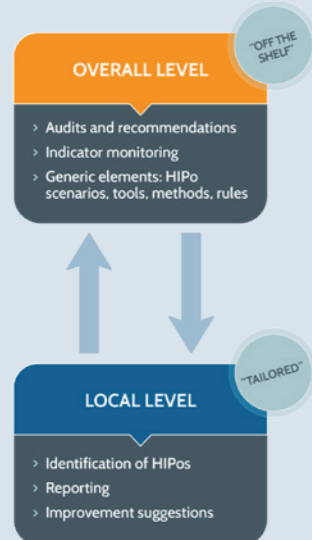 "OFF THE
SHELF"
OVERALL LEVEL
› Audits and recommendations
› Indicator monitoring
› Generic elements: HIPo
scenarios, tools, methods, rules
"TAILORED"
LOCAL LEVEL
› Identification of HIPos
› Reporting
› Improvement suggestions